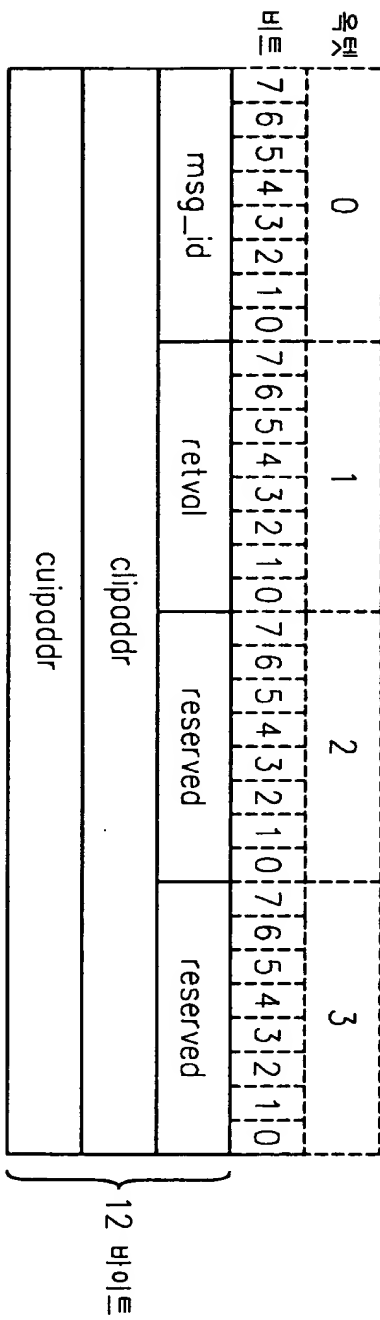 옥텟 0 1 2 3
비트 7 6 5 4 3 2 1 0 7 6 5 4 3 2 1 0 7 6 5 4 3 2 1 0 7 6 5 4 3 2 1 0
msg_id retval reserved reserved
clipaddr
cuipaddr
12 바이트